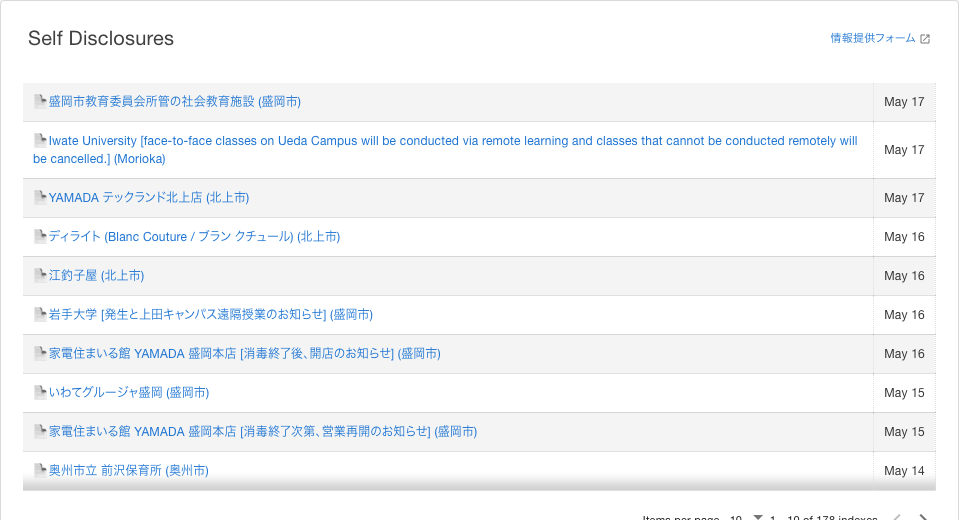 Self Disclosures
情報提供フォーム
盛岡市教育委員会所管の社会教育施設 (盛岡市)
May 17
Iwate University [face-to-face classes on Ueda Campus will be conducted via remote learning and classes that cannot be conducted remotely will
be cancelled.] (Morioka)
May 17
YAMADA テックランド北上店 (北上市)
May 17
ディライト (Blanc Couture / ブラン クチュール) (北上市)
May 16
江釣子屋 (北上市)
May 16
岩手大学 [発生と上田キャンパス遠隔授業のお知らせ] (盛岡市)
May 16
家電住まいる館 YAMADA 盛岡本店 [消毒終了後、開店のお知らせ] (盛岡市)
May 16
いわてグルージャ盛岡 (盛岡市)
May 15
家電住まいる館 YAMADA 盛岡本店 [消毒終了次第、営業再開のお知らせ] (盛岡市)
May 15
奥州市立 前沢保育所 (奥州市)
May 14
Items per page 10 1 - 10 of 178 indexes